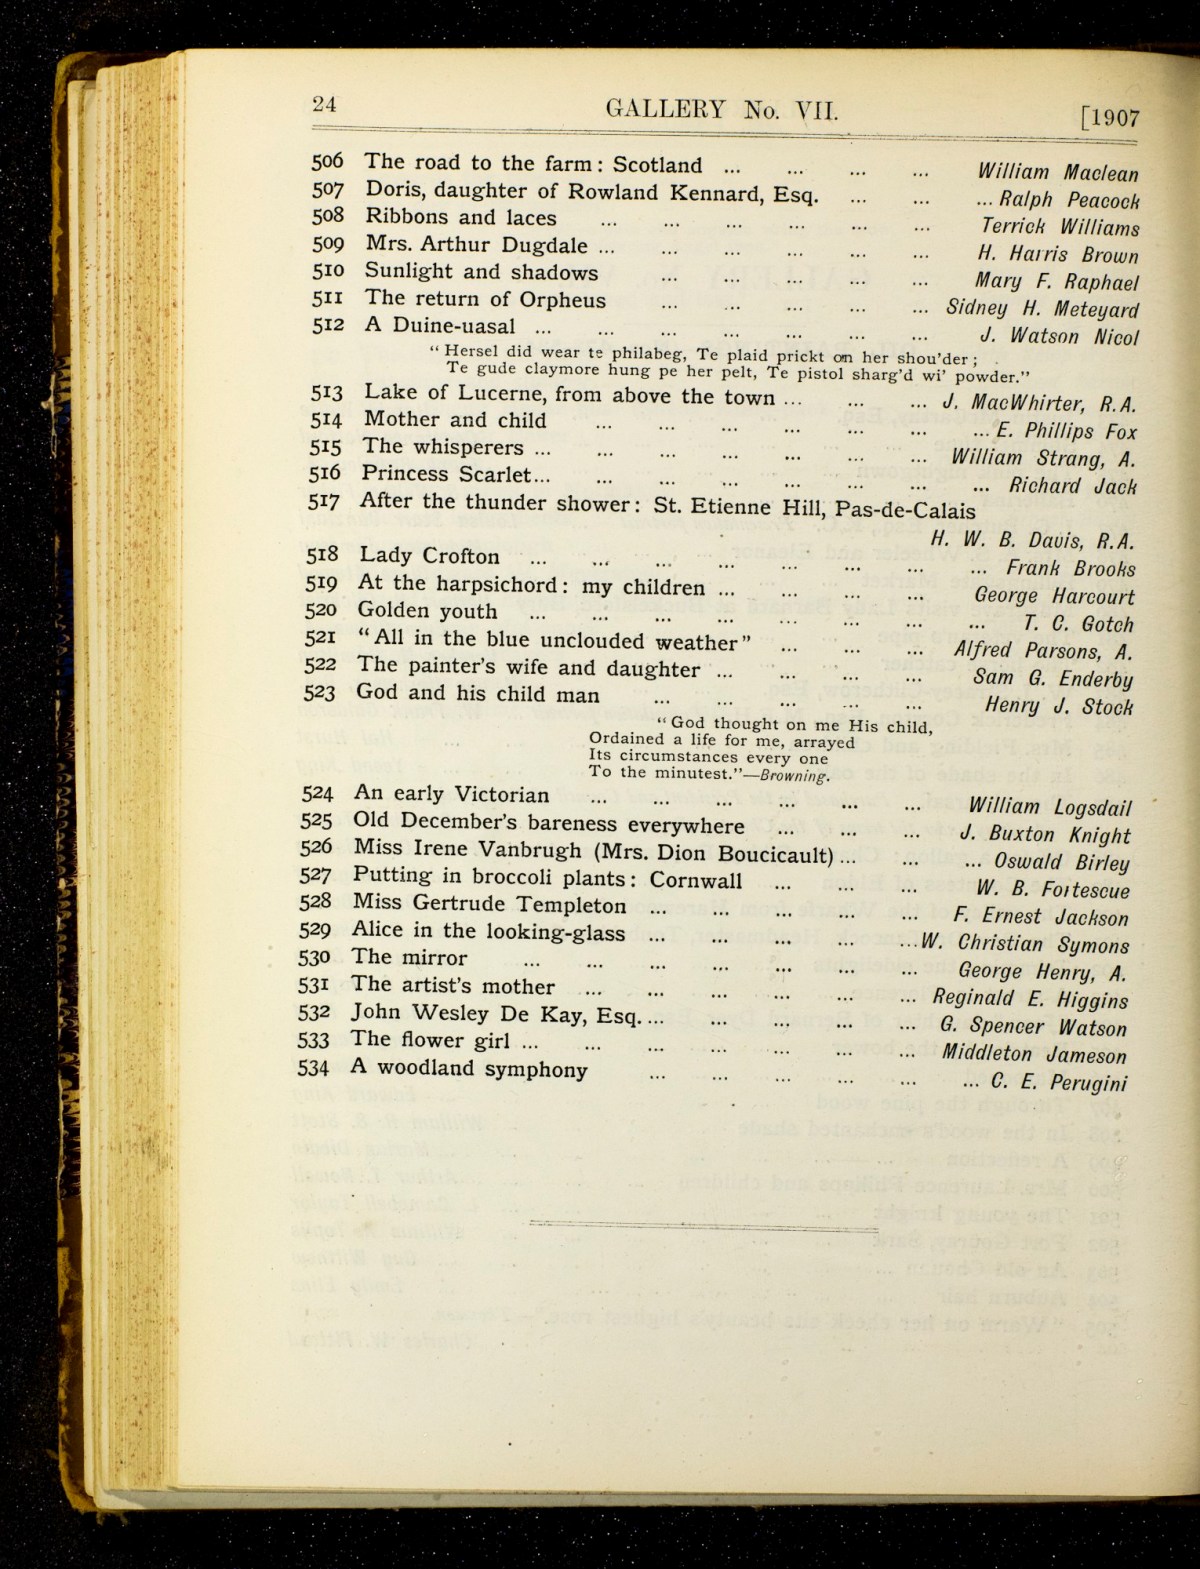 24 GALLERY No. VII. [1907
506 The road to the farm: Scotland ... ... ... ... William Maclean
507 Doris, daughter of Rowland Kennard, Esq. ... ... ... Ralph Peacock
508 Ribbons and laces ... ... ... ... ... ... Terrick Williams
509 Mrs. Arthur Dugdale ... ... ... ... ... ... H. Harris Brown
510 Sunlight and shadows ... ... ... ... ... Mary F. Raphael
511 The return of Orpheus ... ... ... ... ... Sidney H. Meteyard
512 A Duine-uasal ... ... ... ... ... ... ... J. Watson Nicol
“Hersel did wear te philabeg, Te plaid prickt on her shou'der;
Te gude claymore hung pe her pelt, Te pistol sharg'd wi' powder.”
513 Lake of Lucerne, from above the town ... ... ... J. MacWhirter, R.A.
514 Mother and child ... ... ... ... ... ... ... E. Phillips Fox
515 The whisperers ... ... ... ... ... ... ... William Strang, A.
516 Princess Scarlet... ... ... ... ... ... ... ... Richard Jack
517 After the thunder shower: St. Etienne Hill, Pas-de-Calais
H. W. B. Davis, R.A.
518 Lady Crofton ... ... ... ... ... ... ... ... Frank Brooks
519 At the harpsichord: my children ... ... ... ... George Harcourt
520 Golden youth ... ... ... ... ... ... ... ... T. C. Gotch
521 “All in the blue unclouded weather” ... ... ... Alfred Parsons, A.
522 The painter's wife and daughter ... ... ... ... Sam G. Enderby
523 God and his child man ... ... ... ... ... Henry J. Stock
“God thought on me His child,
Ordained a life for me, arrayed
Its circumstances every one
To the minutest.”—Browning.
524 An early Victorian ... ... ... ... ... ... William Logsdail
525 Old December's bareness everywhere ... ... ... J. Buxton Knight
526 Miss Irene Vanbrugh (Mrs. Dion Boucicault) ... ... ... Oswald Birley
527 Putting in broccoli plants: Cornwall ... ... ... W. B. Fortescue
528 Miss Gertrude Templeton ... ... ... ... ... F. Ernest Jackson
529 Alice in the looking-glass ... ... ... ... ...W. Christian Symons
530 The mirror ... ... ... ... ... ... ... George Henry, A.
531 The artist's mother ... ... ... ... ... ... Reginald E. Higgins
532 John Wesley De Kay, Esq. ... ... ... ... ... G. Spencer Watson
533 The flower girl ... ... ... ... ... ... ... Middleton Jameson
534 A woodland symphony ... ... ... ... ... ... C. E. Perugini